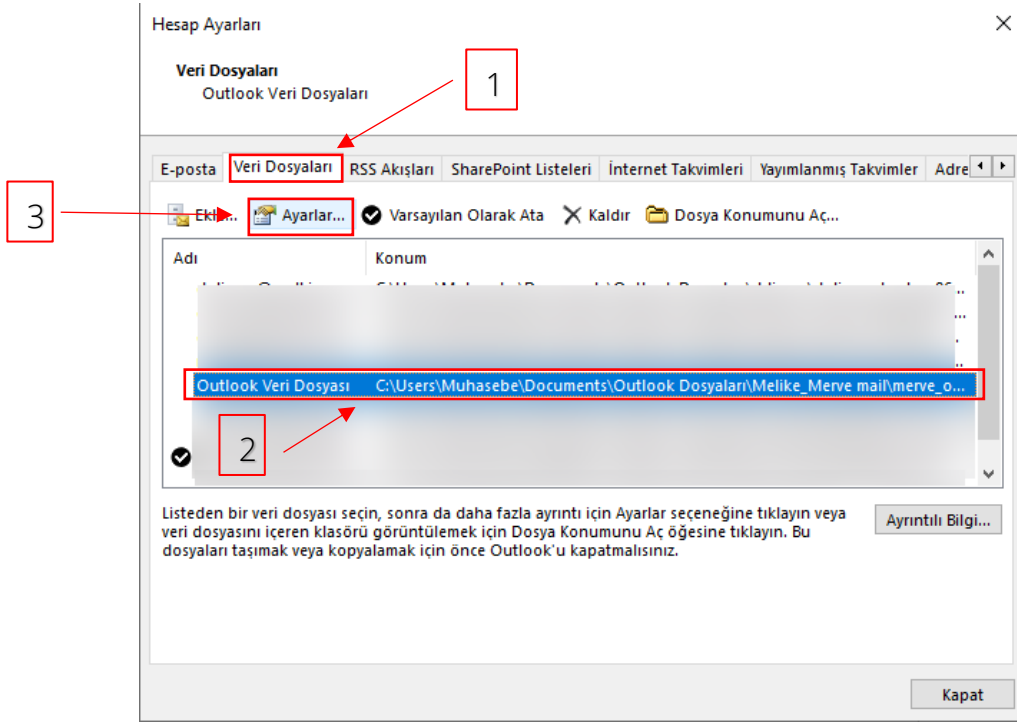 Hesap Ayarları
Veri Dosyaları
Outlook Veri Dosyaları
1
E-posta Veri Dosyaları RSS Akışları SharePoint Listeleri İnternet Takvimleri Yayımlanmış Takvimler Adre
3
Ayarlar... Varsayılan Olarak Ata Kaldır Dosya Konumunu Aç...
Adı Konum
Outlook Veri Dosyası C:\Users\Muhasebe\Documents\Outlook Dosyaları\Melike_Merve mail\merve_o...
2
Listeden bir veri dosyası seçin, sonra da daha fazla ayrıntı için Ayarlar seçeneğine tıklayın veya
veri dosyasını içeren klasörü görüntülemek için Dosya Konumunu Aç öğesine tıklayın. Bu
dosyaları taşımak veya kopyalamak için önce Outlook'u kapatmalısınız.
Ayrıntılı Bilgi...
Kapat